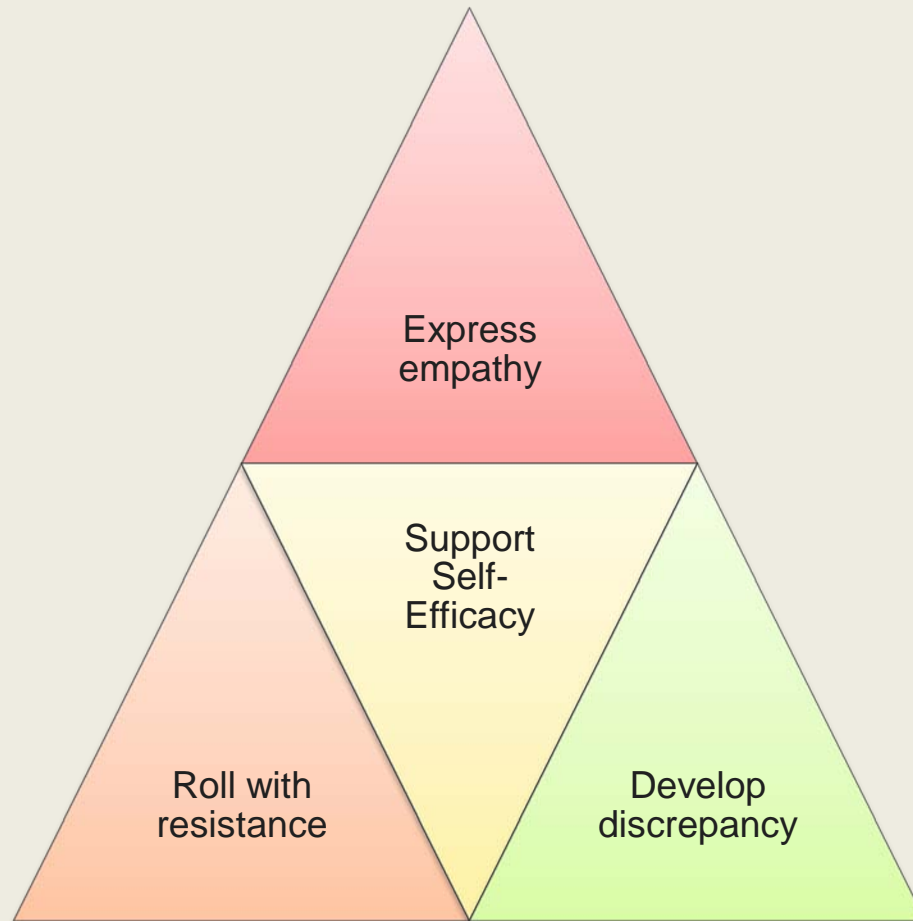 Express
empathy
Support
Self-
Efficacy
Roll with
resistance
Develop
discrepancy